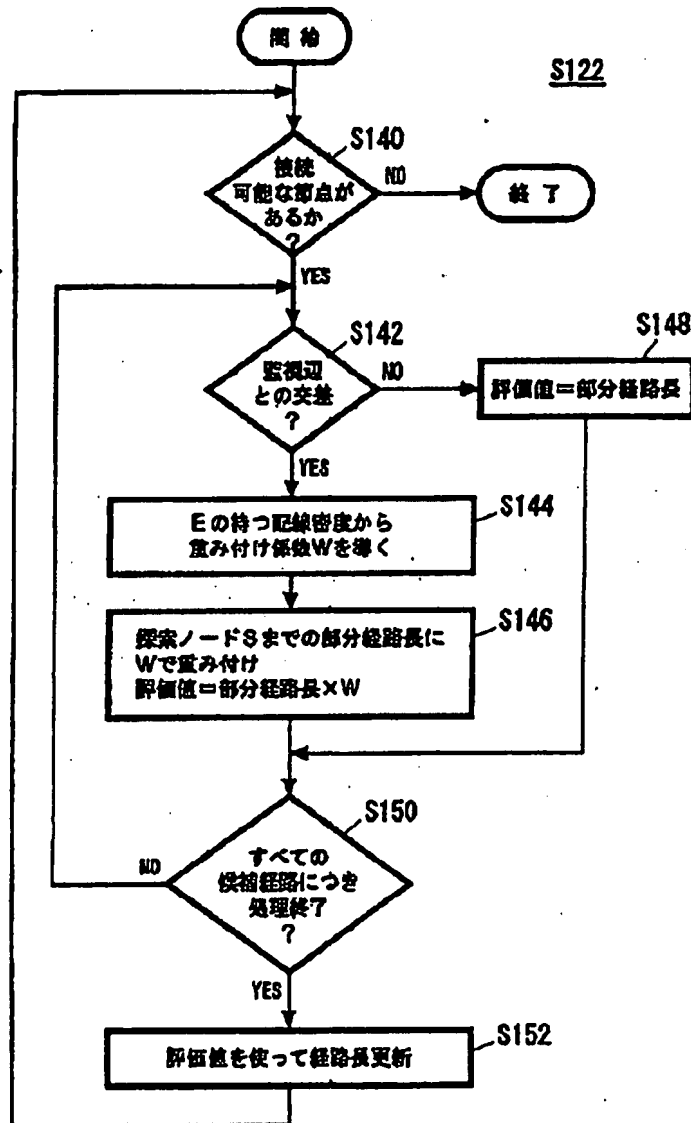 開始
S122
S140
接続
可能な節点が
あるか
?
NO
終了
YES
S142
監視辺
との交差
?
NO
S148
評価値=部分経路長
YES
Eの持つ配線密度から
重み付け係数Wを導く
S144
探索ノードSまでの部分経路長に
Wで重み付け
評価値=部分経路長×W
S146
S150
すべての
候補経路につき
処理終了
?
NO
YES
評価値を使って経路長更新
S152